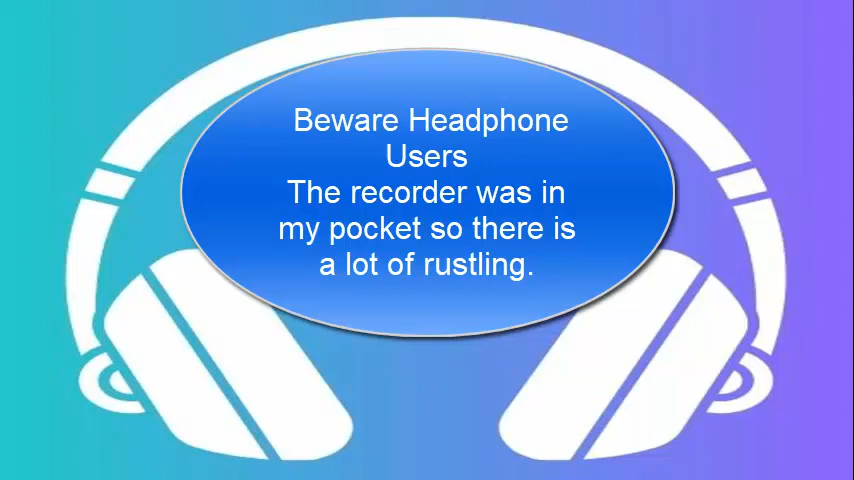 Beware Headphone
Users
The recorder was in
my pocket so there is
a lot of rustling.